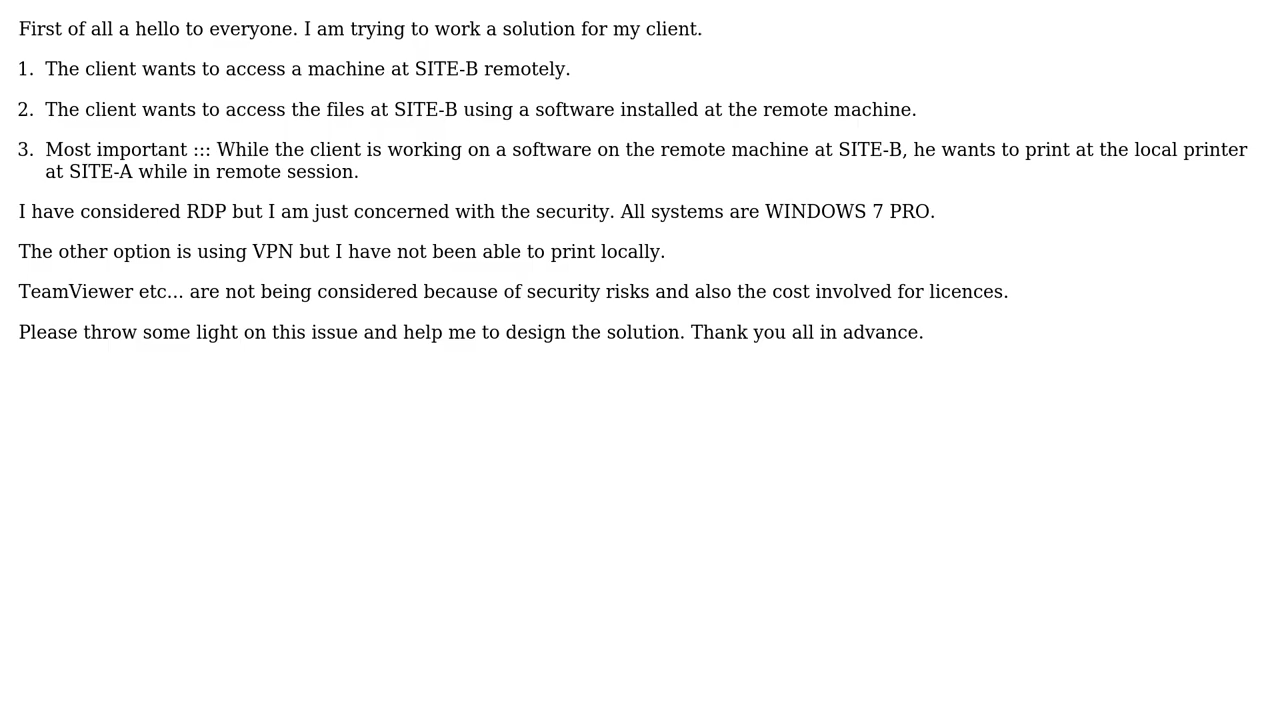 First of all a hello to everyone. I am trying to work a solution for my client.
1. The client wants to access a machine at SITE-B remotely.
2. The client wants to access the files at SITE-B using a software installed at the remote machine.
3. Most important ::: While the client is working on a software on the remote machine at SITE-B, he wants to print at the local printer
at SITE-A while in remote session.
I have considered RDP but I am just concerned with the security. All systems are WINDOWS 7 PRO.
The other option is using VPN but I have not been able to print locally.
TeamViewer etc... are not being considered because of security risks and also the cost involved for licences.
Please throw some light on this issue and help me to design the solution. Thank you all in advance.